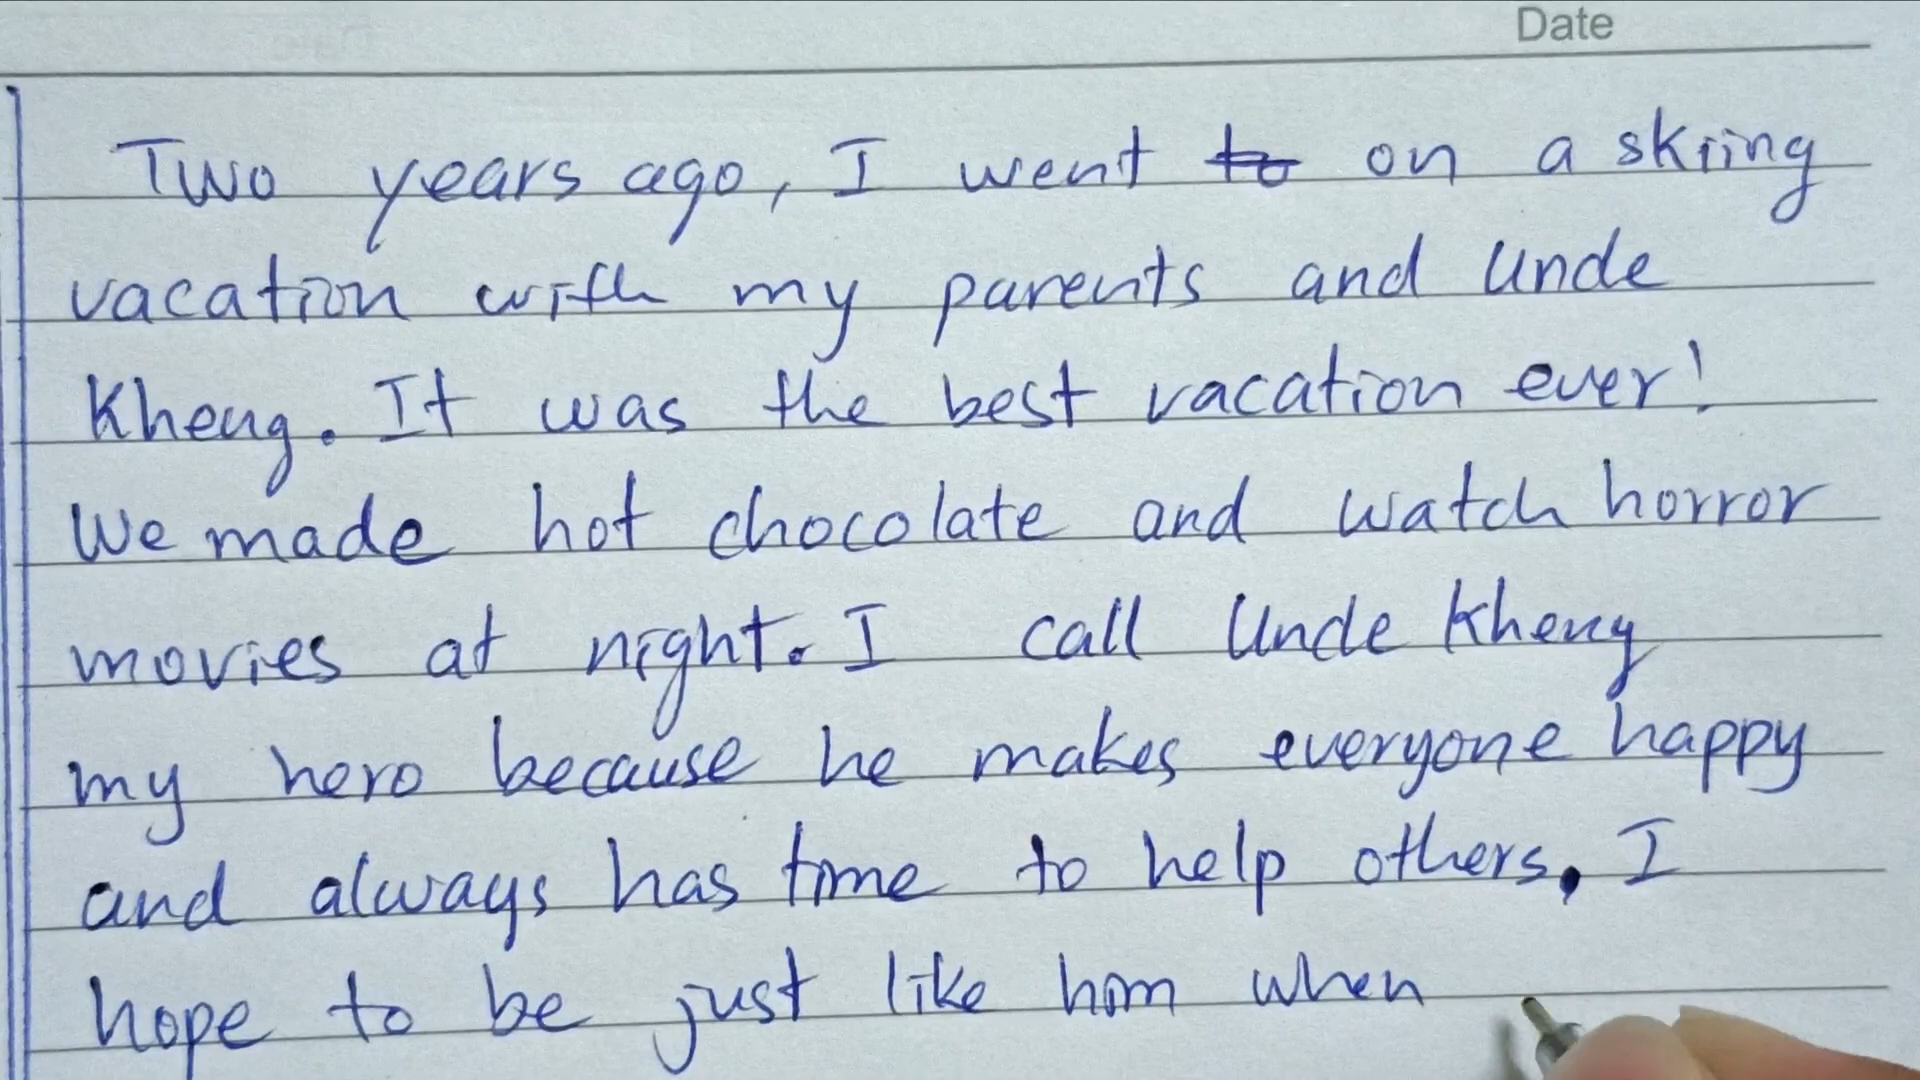 Date
Two years ago, I went to on a skiing
vacation with my parents and Uncle
Kheng. It was the best vacation ever!
We made hot chocolate and watch horror
movies at night. I call Uncle Kheng
my hero because he makes everyone happy
and always has time to help others. I
hope to be just like him when